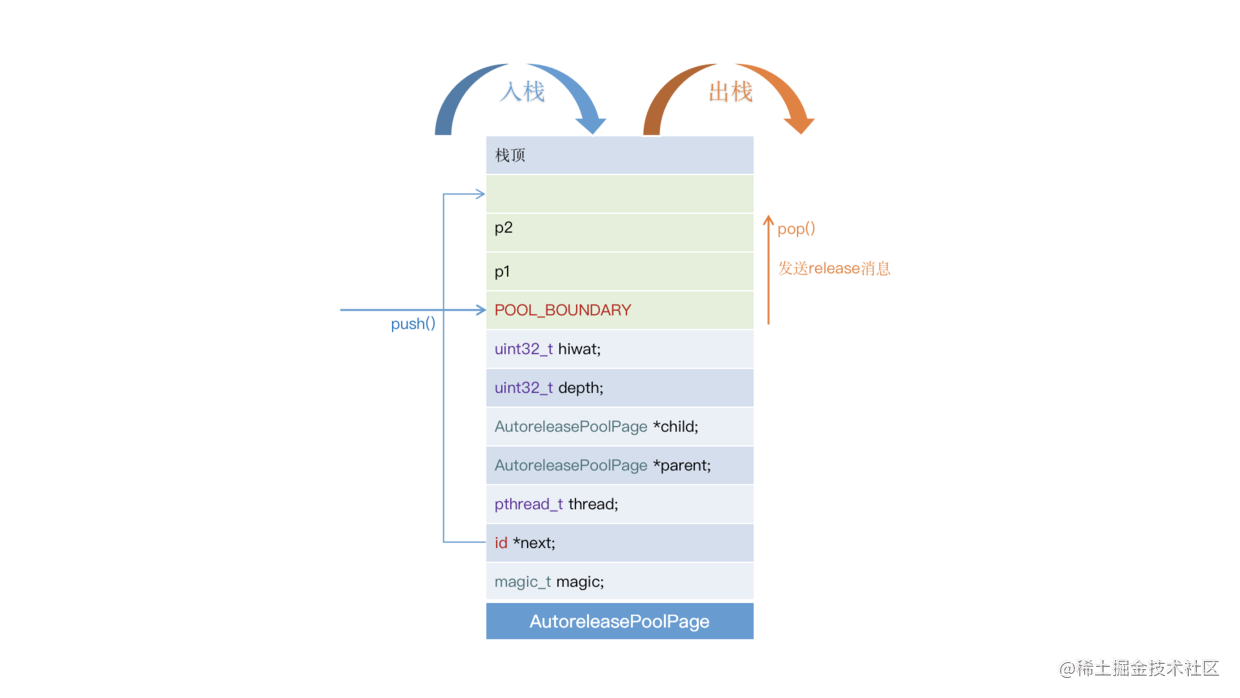 入栈
出栈
栈顶
p2
pop()
p1
发送release消息
POOL_BOUNDARY
push()
uint32_t hiwat;
uint32_t depth;
AutoreleasePoolPage *child;
AutoreleasePoolPage *parent;
pthread_t thread;
id *next;
magic_t magic;
AutoreleasePoolPage
@稀土掘金技术社区